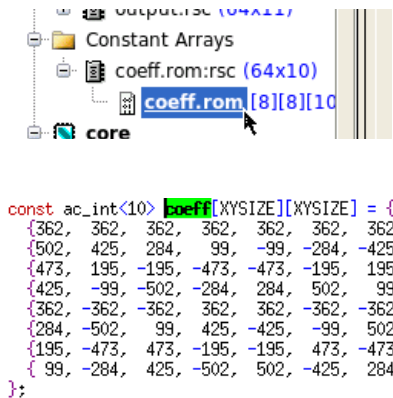 output.rsc (64x11)
Constant Arrays
coeff.rom:rsc (64x10)
coeff.rom [8][8][10
core
const ac_int<10> coeff[XYSIZE][XYSIZE] = {
{362, 362, 362, 362, 362, 362, 362
{502, 425, 284, 99, -99, -284, -425
{473, 195, -195, -473, -473, -195, 195
{425, -99, -502, -284, 284, 502, 99
{362, -362, -362, 362, 362, -362, -362
{284, -502, 99, 425, -425, -99, 502
{195, -473, 473, -195, -195, 473, -473
{ 99, -284, 425, -502, 502, -425, 284
};